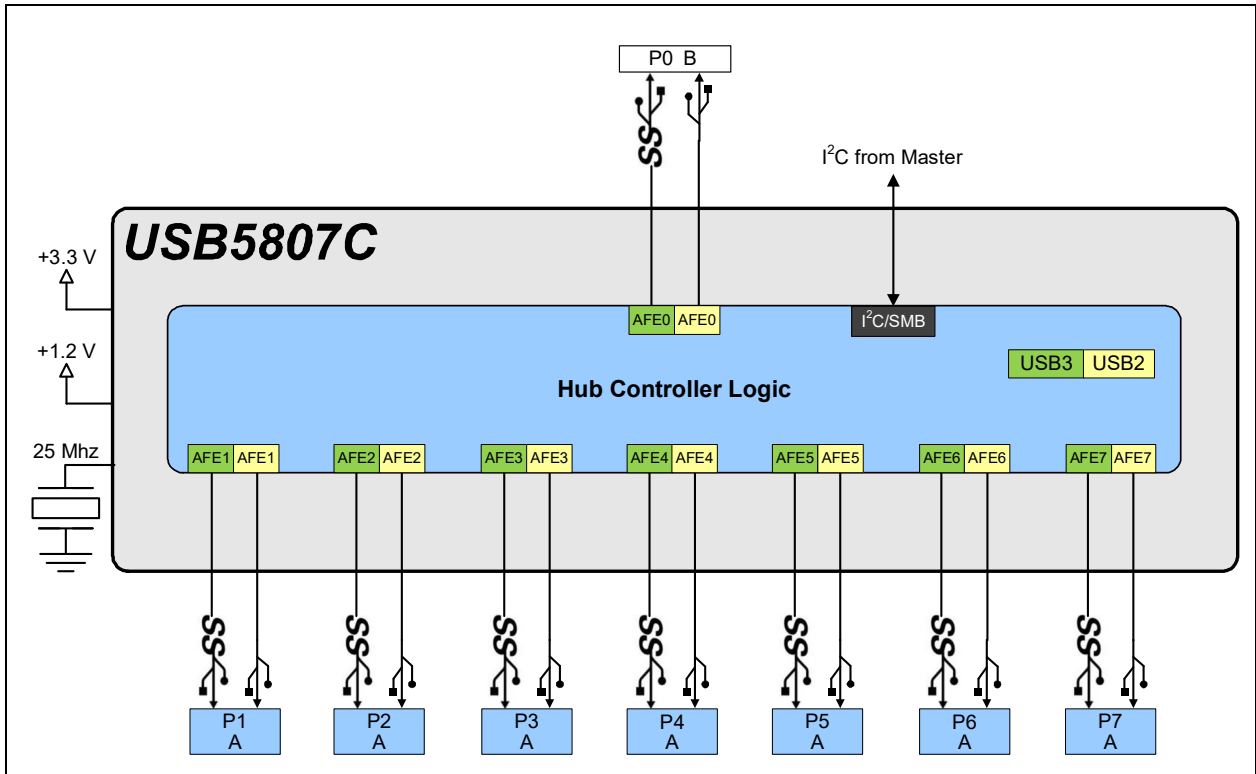 P0 B
SS
I²C from Master
USB5807C
+3.3 V
+1.2 V
25 Mhz
AFE0 AFE0
I²C/SMB
USB3 USB2
Hub Controller Logic
AFE1 AFE1
AFE2 AFE2
AFE3 AFE3
AFE4 AFE4
AFE5 AFE5
AFE6 AFE6
AFE7 AFE7
SS
SS
SS
SS
SS
SS
SS
P1
A
P2
A
P3
A
P4
A
P5
A
P6
A
P7
A